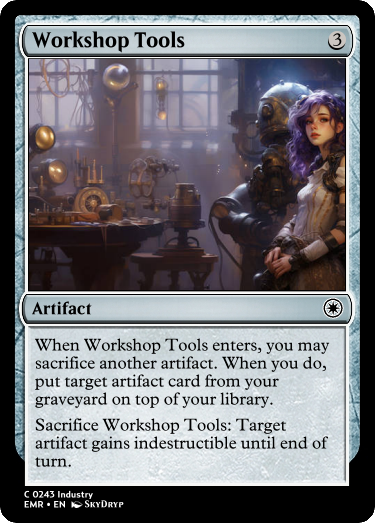 Workshop Tools 3
Artifact
When Workshop Tools enters, you may
sacrifice another artifact. When you do,
put target artifact card from your
graveyard on top of your library.
Sacrifice Workshop Tools: Target
artifact gains indestructible until end of
turn.
C 0243 Industry
EMR • EN SkyDryp